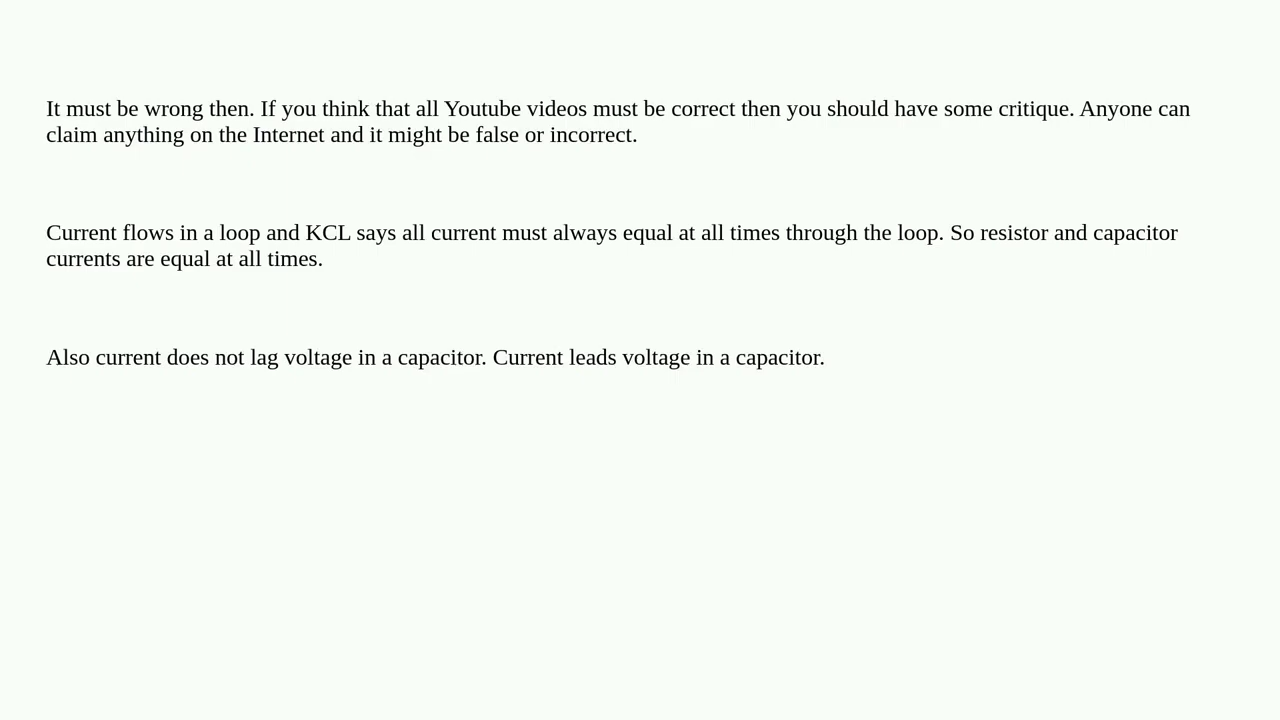 It must be wrong then. If you think that all Youtube videos must be correct then you should have some critique. Anyone can
claim anything on the Internet and it might be false or incorrect.
Current flows in a loop and KCL says all current must always equal at all times through the loop. So resistor and capacitor
currents are equal at all times.
Also current does not lag voltage in a capacitor. Current leads voltage in a capacitor.